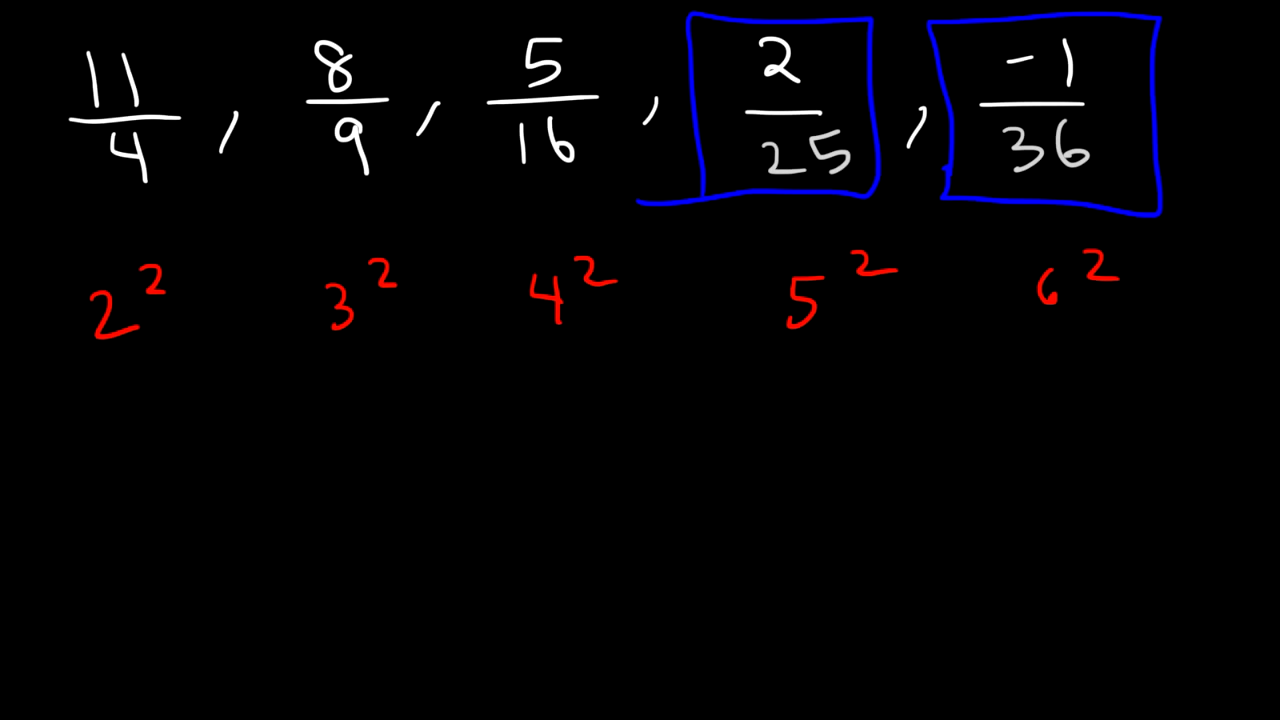 11/4 , 8/9 , 5/16 , 2/25 , -1/36
2² 3² 4² 5² 6²